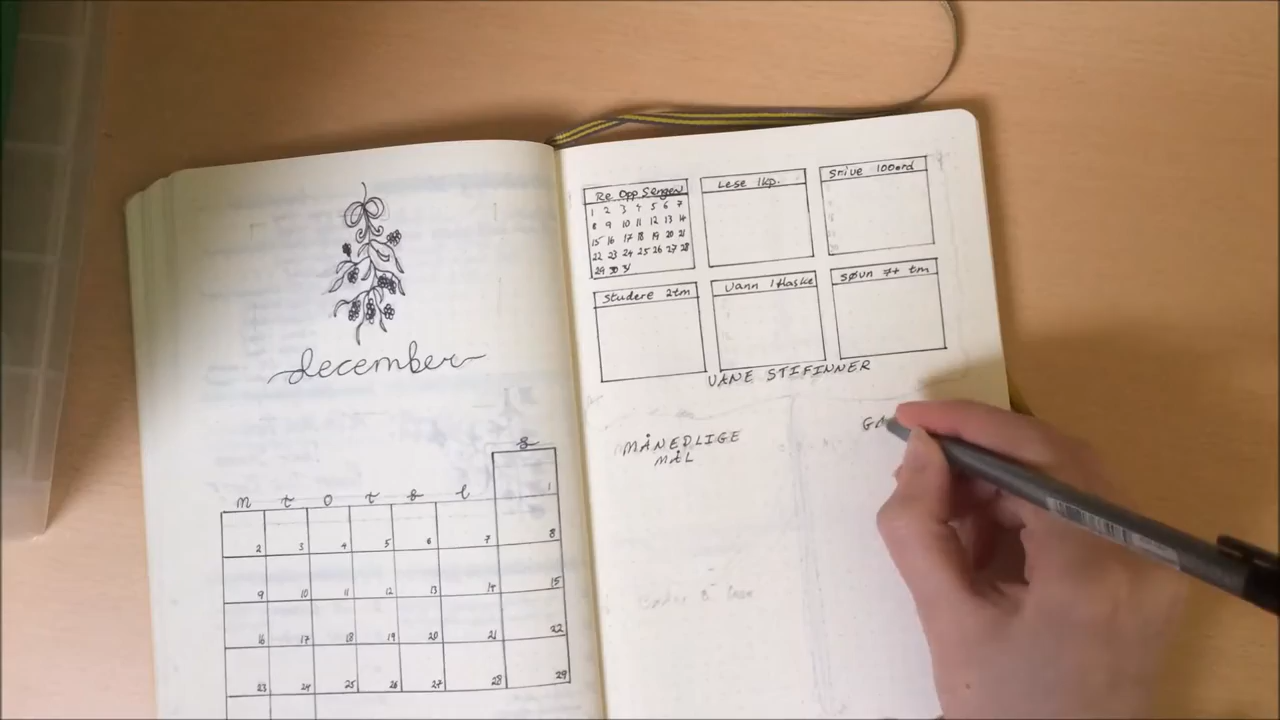 december
m t o t f l s
1
2 3 4 5 6 7 8
9 10 11 12 13 14 15
16 17 18 19 20 21 22
23 24 25 26 27 28 29
Re Opp Sengen
1 2 3 4 5 6 7
8 9 10 11 12 13 14
15 16 17 18 19 20 21
22 23 24 25 26 27 28
29 30 31
Lese 1kp.
Srive 100ord
Studere 2tm
Vann 1flaske
Søvn 7+ tm
VANE STIFINNER
MÅNEDLIGE
MÅL